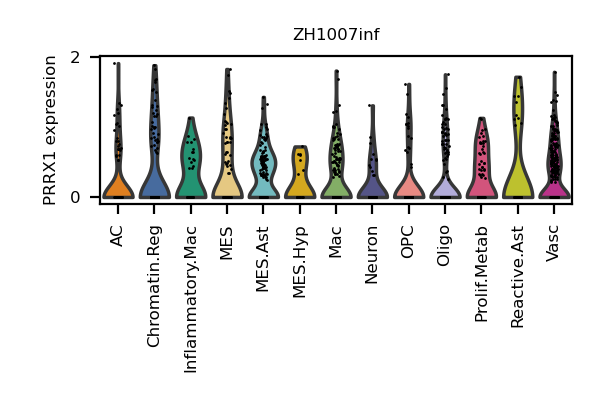 ZH1007inf
PRRX1 expression
2
0
AC
Chromatin.Reg
Inflammatory.Mac
MES
MES.Ast
MES.Hyp
Mac
Neuron
OPC
Oligo
Prolif.Metab
Reactive.Ast
Vasc